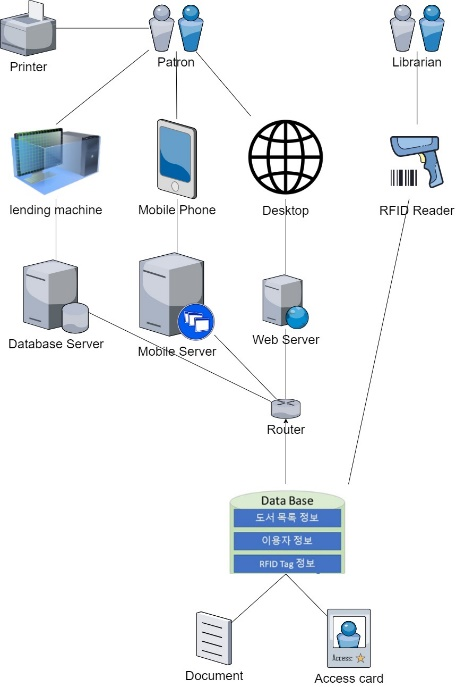 Printer
Patron
Librarian
lending machine
Mobile Phone
Desktop
RFID Reader
Database Server
Mobile Server
Web Server
Router
Data Base
도서 목록 정보
이용자 정보
RFID Tag 정보
Access:
Document
Access card